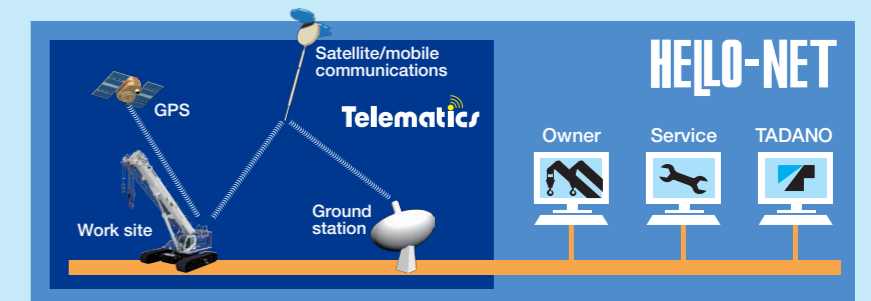 HELLO-NET
Satellite/mobile
communications
GPS
Telematics
Owner
Service
TADANO
Ground
station
Work site